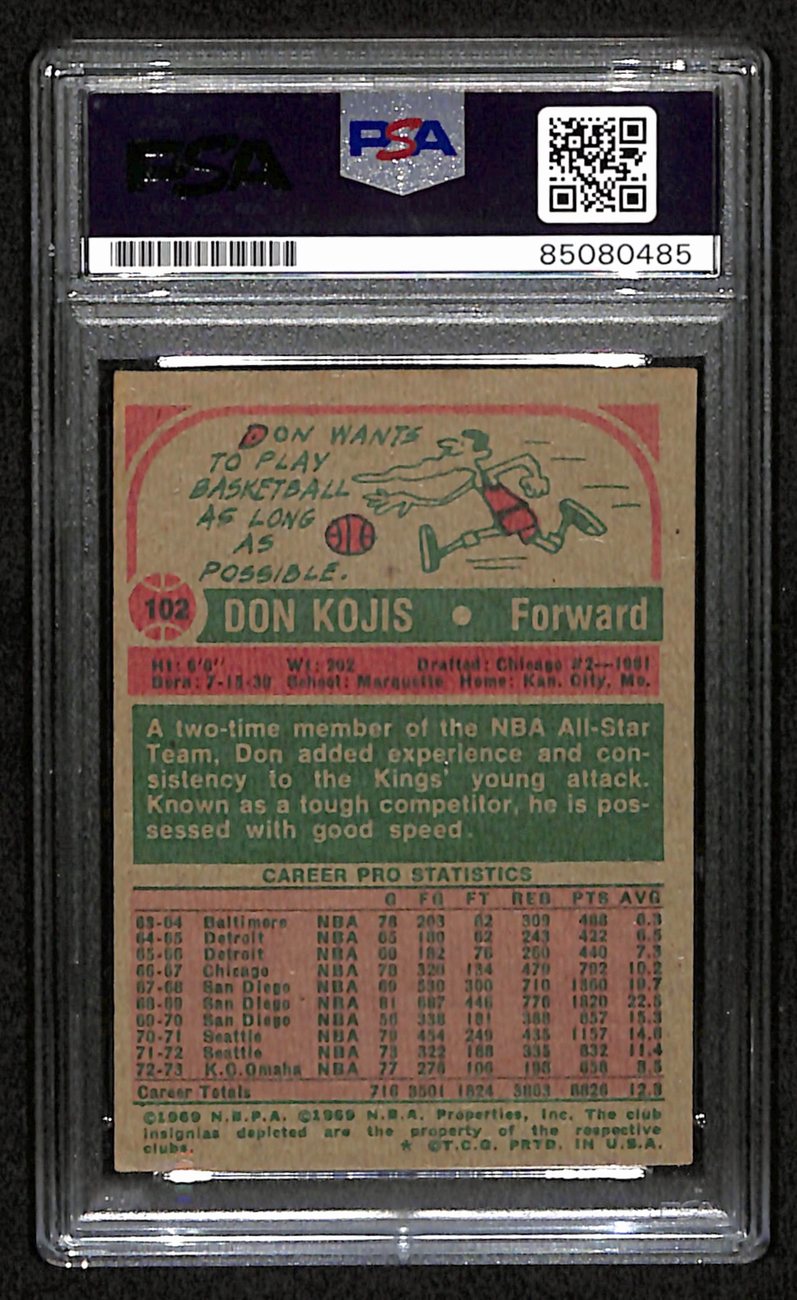 PSA
PSA
85080485
DON WANTS
TO PLAY
BASKETBALL
AS LONG
AS
POSSIBLE.
102 DON KOJIS • Forward
Ht: 6'6" Wt: 202 Drafted: Chicago #2—1961
Born: 7-15-39 School: Marquette Home: Kan. City, Mo.
A two-time member of the NBA All-Star
Team, Don added experience and con-
sistency to the Kings' young attack.
Known as a tough competitor, he is pos-
sessed with good speed.
CAREER PRO STATISTICS
G FG FT REB PTS AVG
63-64 Baltimore NBA 78 203 82 309 488 6.3
64-65 Detroit NBA 65 180 62 243 422 6.5
65-66 Detroit NBA 60 182 76 260 440 7.3
66-67 Chicago NBA 78 329 134 479 792 10.2
67-68 San Diego NBA 69 530 300 710 1360 19.7
68-69 San Diego NBA 81 687 446 776 1820 22.5
69-70 San Diego NBA 56 338 181 388 857 15.3
70-71 Seattle NBA 79 454 249 435 1157 14.6
71-72 Seattle NBA 73 322 188 335 832 11.4
72-73 K.C.Omaha NBA 77 276 106 198 658 8.5
Career Totals 716 3501 1824 12.3
©1969 N.B.P.A. ©1969 N.B.A. Properties, Inc. The club
insignias depicted are the property of the respective
clubs. * ©T.C.G. PRTD. IN U.S.A.